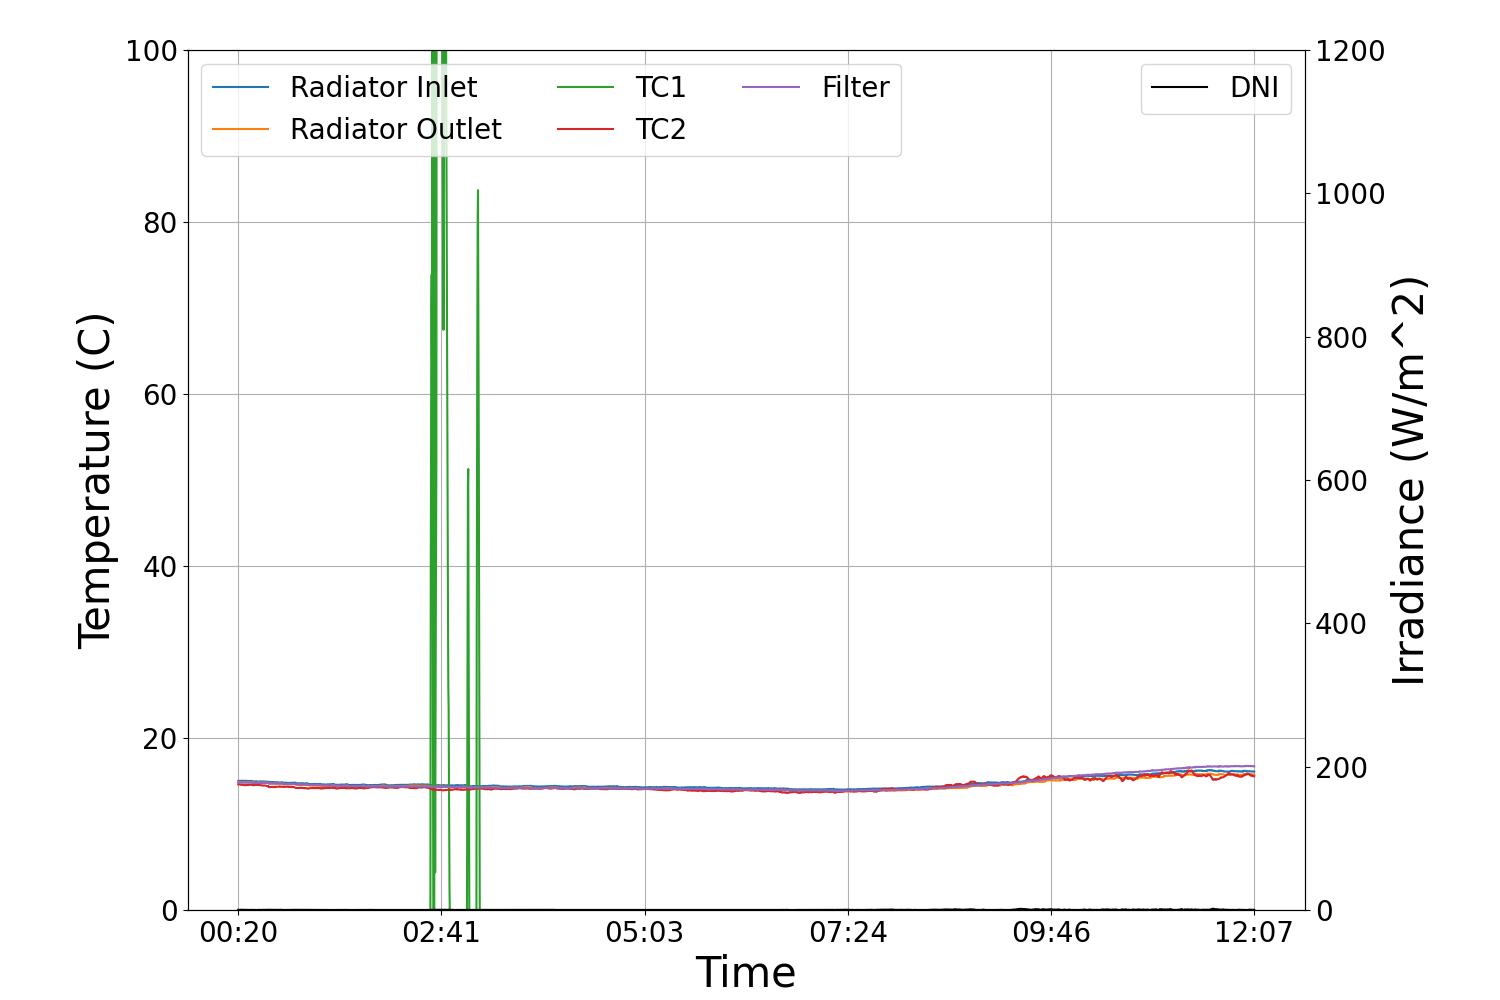 100
80
60
40
20
0
Temperature (C)
Radiator Inlet
Radiator Outlet
TC1
TC2
Filter
DNI
1200
1000
800
600
400
200
0
Irradiance (W/m^2)
00:20
02:41
05:03
07:24
09:46
12:07
Time